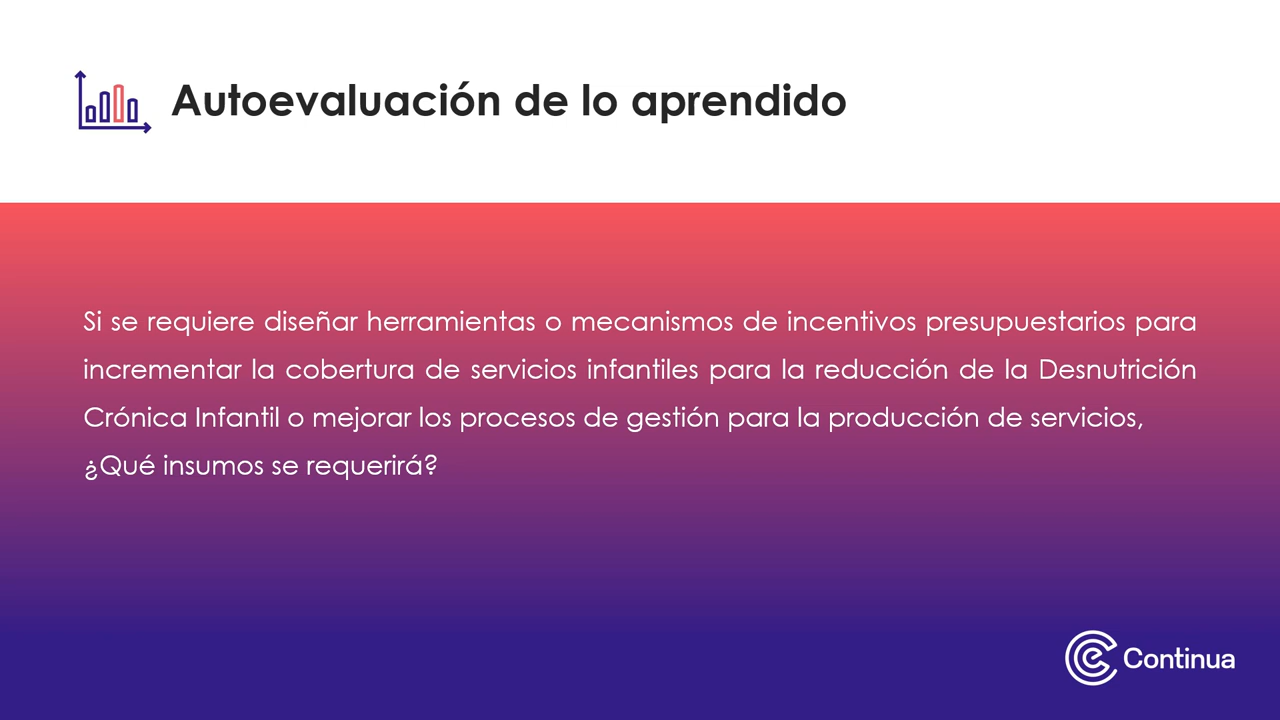 Autoevaluación de lo aprendido
Si se requiere diseñar herramientas o mecanismos de incentivos presupuestarios para
incrementar la cobertura de servicios infantiles para la reducción de la Desnutrición
Crónica Infantil o mejorar los procesos de gestión para la producción de servicios,
¿Qué insumos se requerirá?
Continua